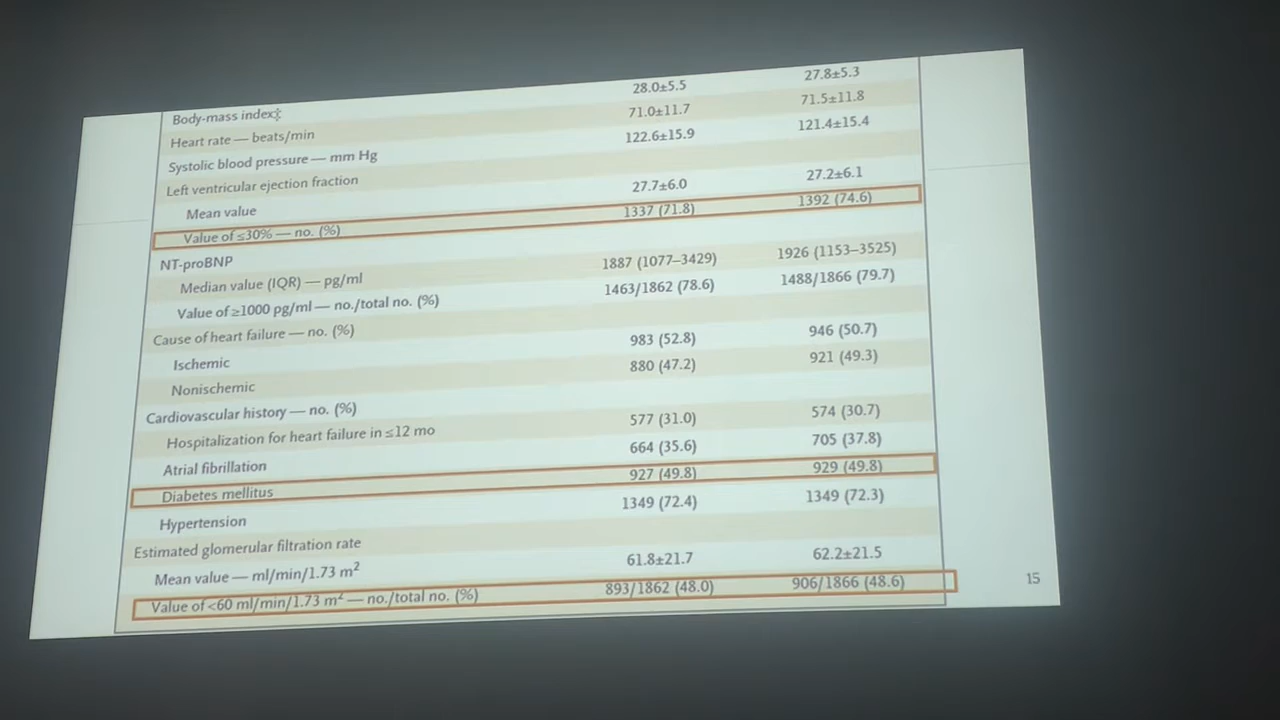 Body-mass index‡ 28.0±5.5 27.8±5.3
Heart rate — beats/min 71.0±11.7 71.5±11.8
Systolic blood pressure — mm Hg 122.6±15.9 121.4±15.4
Left ventricular ejection fraction
Mean value 27.7±6.0 27.2±6.1
Value of ≤30% — no. (%) 1337 (71.8) 1392 (74.6)
NT-proBNP
Median value (IQR) — pg/ml 1887 (1077–3429) 1926 (1153–3525)
Value of ≥1000 pg/ml — no./total no. (%) 1463/1862 (78.6) 1488/1866 (79.7)
Cause of heart failure — no. (%)
Ischemic 983 (52.8) 946 (50.7)
Nonischemic 880 (47.2) 921 (49.3)
Cardiovascular history — no. (%)
Hospitalization for heart failure in ≤12 mo 577 (31.0) 574 (30.7)
Atrial fibrillation 664 (35.6) 705 (37.8)
Diabetes mellitus 927 (49.8) 929 (49.8)
Hypertension 1349 (72.4) 1349 (72.3)
Estimated glomerular filtration rate
Mean value — ml/min/1.73 m² 61.8±21.7 62.2±21.5
Value of <60 ml/min/1.73 m² — no./total no. (%) 893/1862 (48.0) 906/1866 (48.6)
15